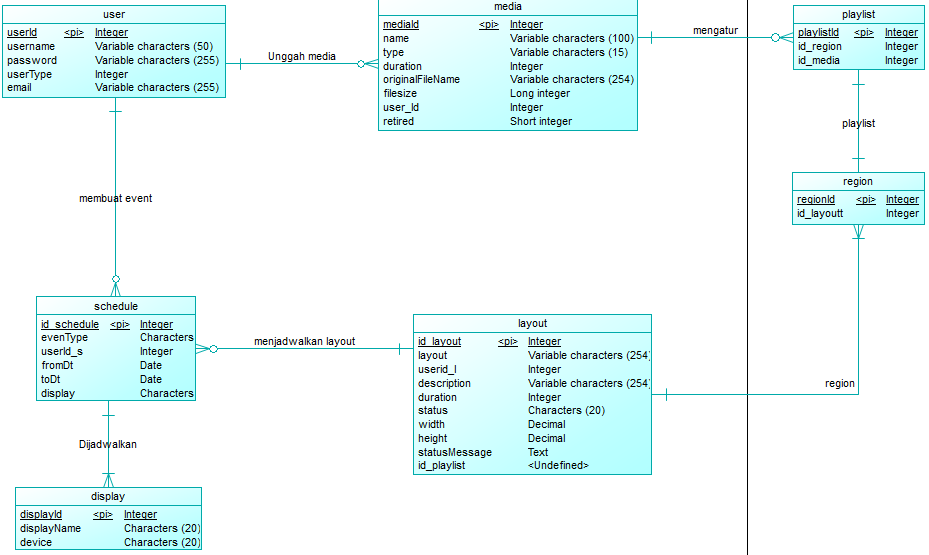 user
userId <pi> Integer
username Variable characters (50)
password Variable characters (255)
userType Integer
email Variable characters (255)
Unggah media
media
mediaId <pi> Integer
name Variable characters (100)
type Variable characters (15)
duration Integer
originalFileName Variable characters (254)
filesize Long integer
user_Id Integer
retired Short integer
mengatur
playlist
playlistId <pi> Integer
id_region Integer
id_media Integer
playlist
region
regionId <pi> Integer
id_layoutt Integer
membuat event
schedule
id_schedule <pi> Integer
evenType Characters
userId_s Integer
fromDt Date
toDt Date
display Characters
menjadwalkan layout
layout
id_layout <pi> Integer
layout Variable characters (254)
userid_l Integer
description Variable characters (254)
duration Integer
status Characters (20)
width Decimal
height Decimal
statusMessage Text
id_playlist <Undefined>
region
Dijadwalkan
display
displayId <pi> Integer
displayName Characters (20)
device Characters (20)